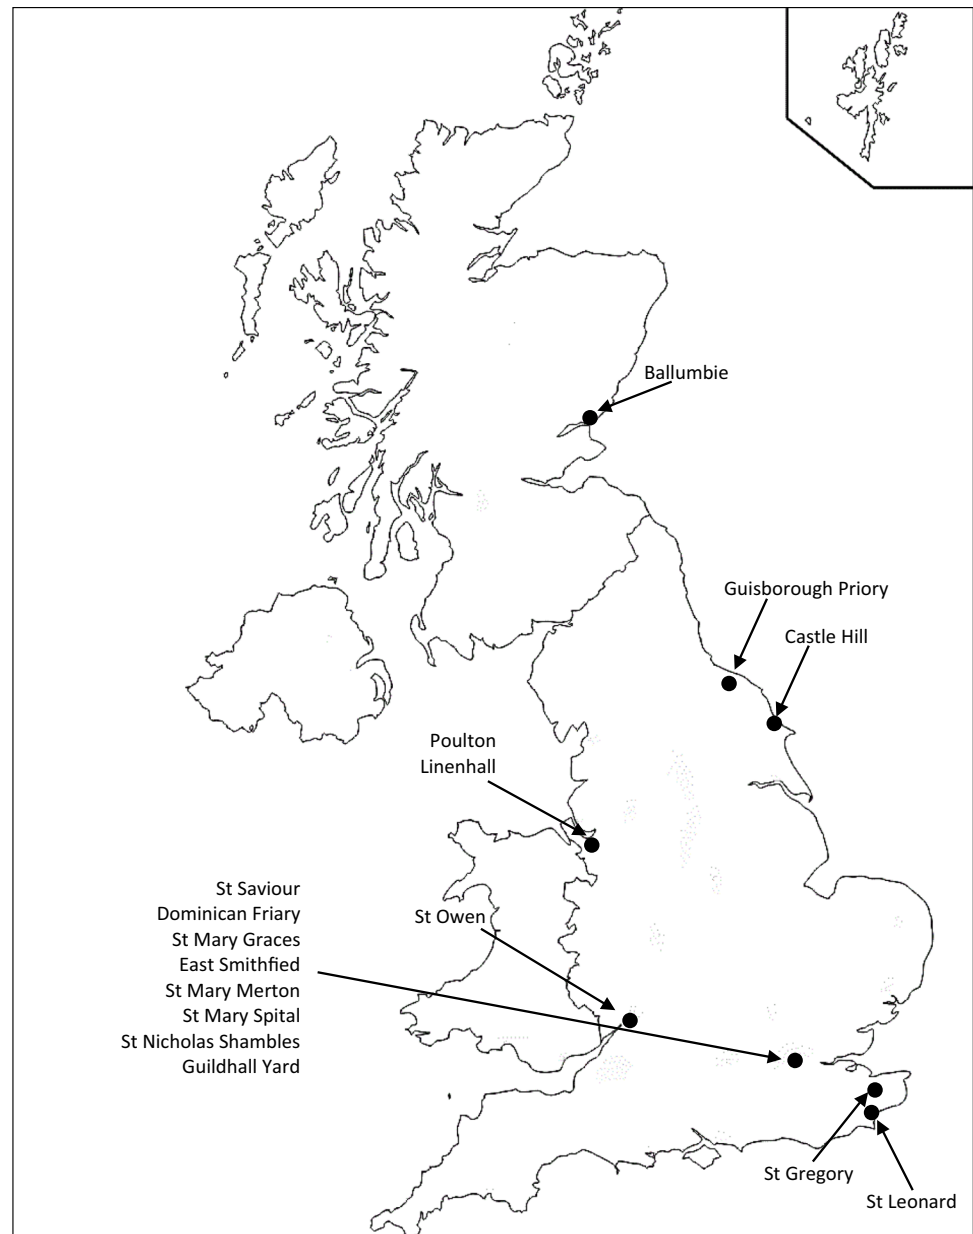 Ballumbie
Guisborough Priory
Castle Hill
Poulton
Linenhall
St Saviour
Dominican Friary
St Mary Graces
East Smithfied
St Mary Merton
St Mary Spital
St Nicholas Shambles
Guildhall Yard
St Owen
St Gregory
St Leonard